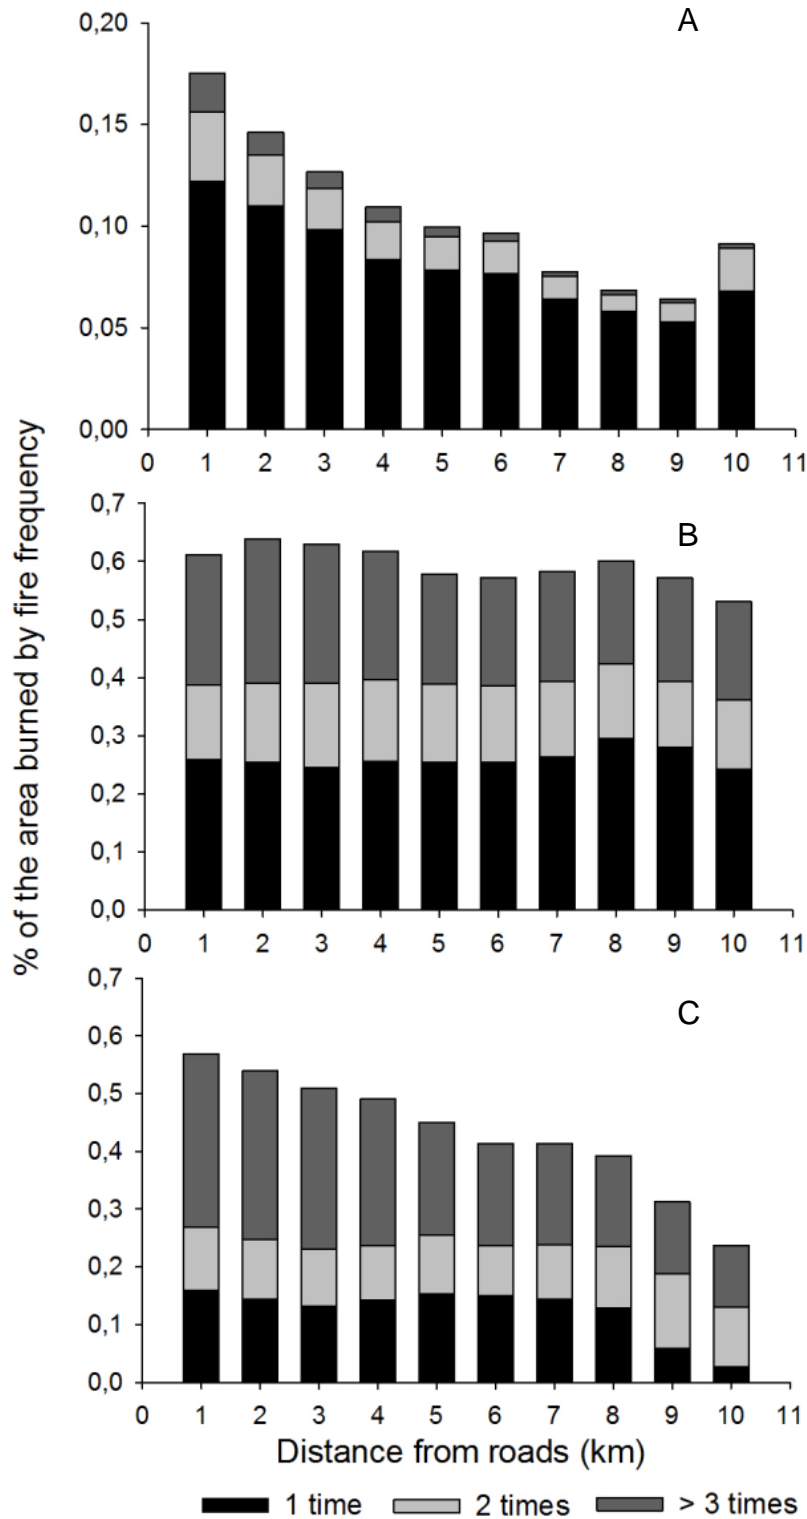 A
0,20
0,15
0,10
0,05
0,00
0 1 2 3 4 5 6 7 8 9 10 11
% of the area burned by fire frequency
B
0,7
0,6
0,5
0,4
0,3
0,2
0,1
0,0
0 1 2 3 4 5 6 7 8 9 10 11
C
0,7
0,6
0,5
0,4
0,3
0,2
0,1
0,0
0 1 2 3 4 5 6 7 8 9 10 11
Distance from roads (km)
1 time 2 times > 3 times